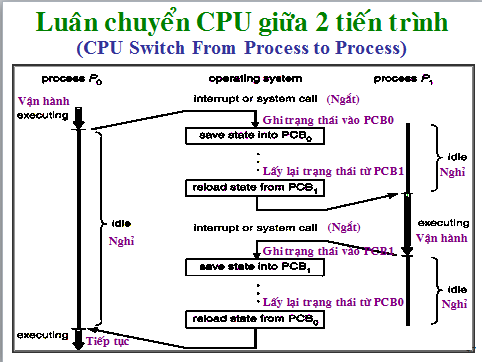 Luân chuyển CPU giữa 2 tiến trình
(CPU Switch From Process to Process)
process P0 operating system process P1
Vận hành
interrupt or system call (Ngắt)
executing
Ghi trạng thái vào PCB0
save state into PCB0
idle
Nghỉ
Lấy lại trạng thái từ PCB1
reload state from PCB1
idle
Nghỉ
interrupt or system call (Ngắt)
executing
Vận hành
Ghi trạng thái vào PCB1
save state into PCB1
Lấy lại trạng thái từ PCB0
idle
Nghỉ
reload state from PCB0
executing
Tiếp tục